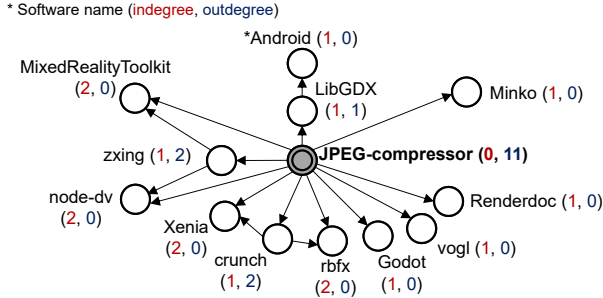 * Software name (indegree, outdegree)
*Android (1, 0)
MixedRealityToolkit
(2, 0)
LibGDX
(1, 1)
Minko (1, 0)
zxing (1, 2)
JPEG-compressor (0, 11)
node-dv
(2, 0)
Renderdoc (1, 0)
Xenia
(2, 0)
vogl (1, 0)
crunch
(1, 2)
rbfx
(2, 0)
Godot
(1, 0)